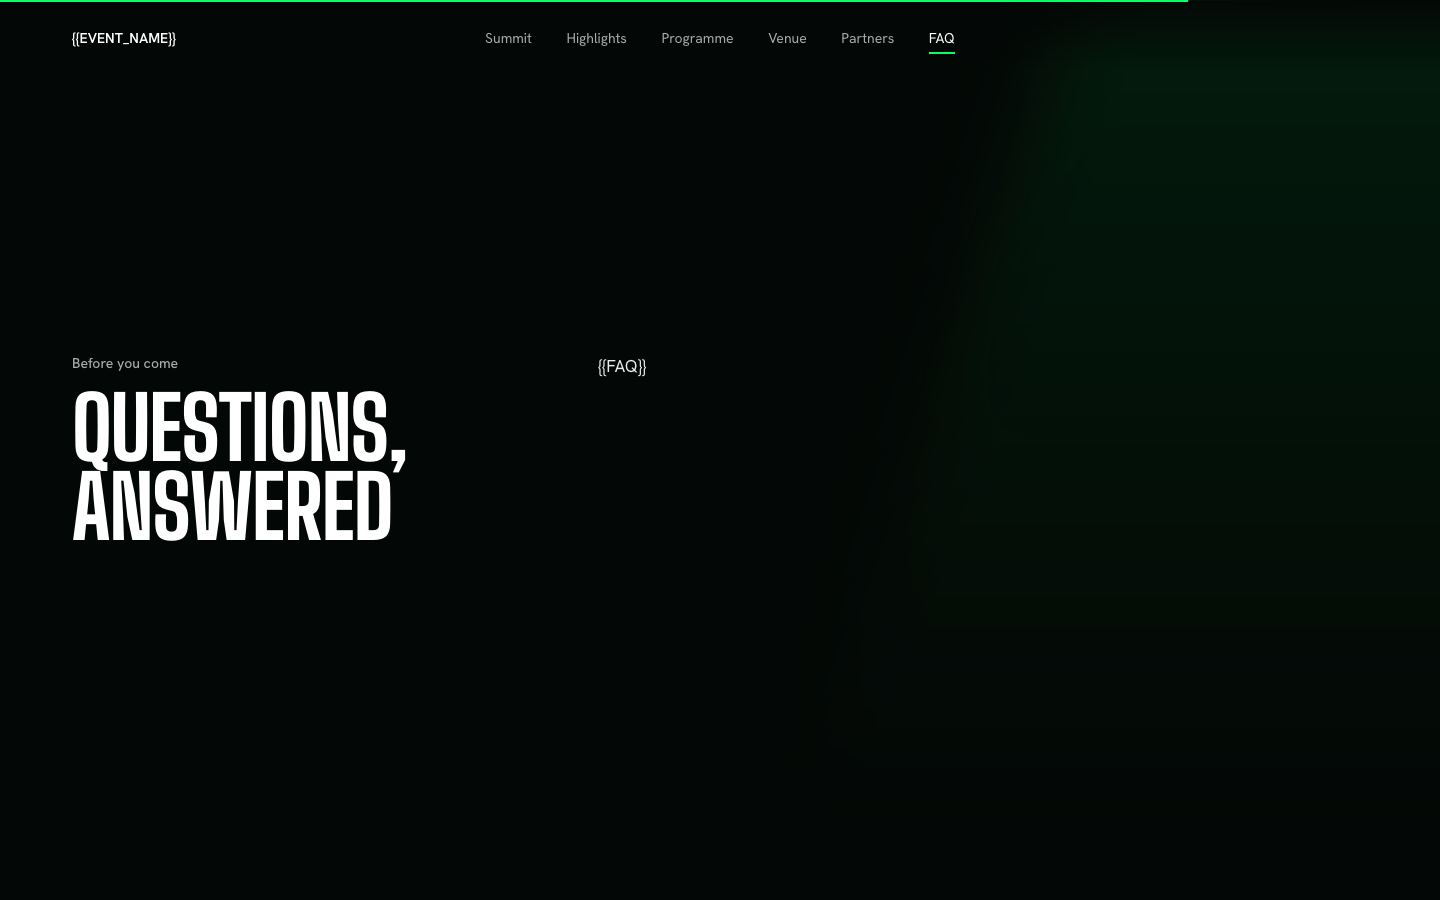 {{EVENT_NAME}}
Summit Highlights Programme Venue Partners FAQ
Before you come
{{FAQ}}
QUESTIONS,
ANSWERED